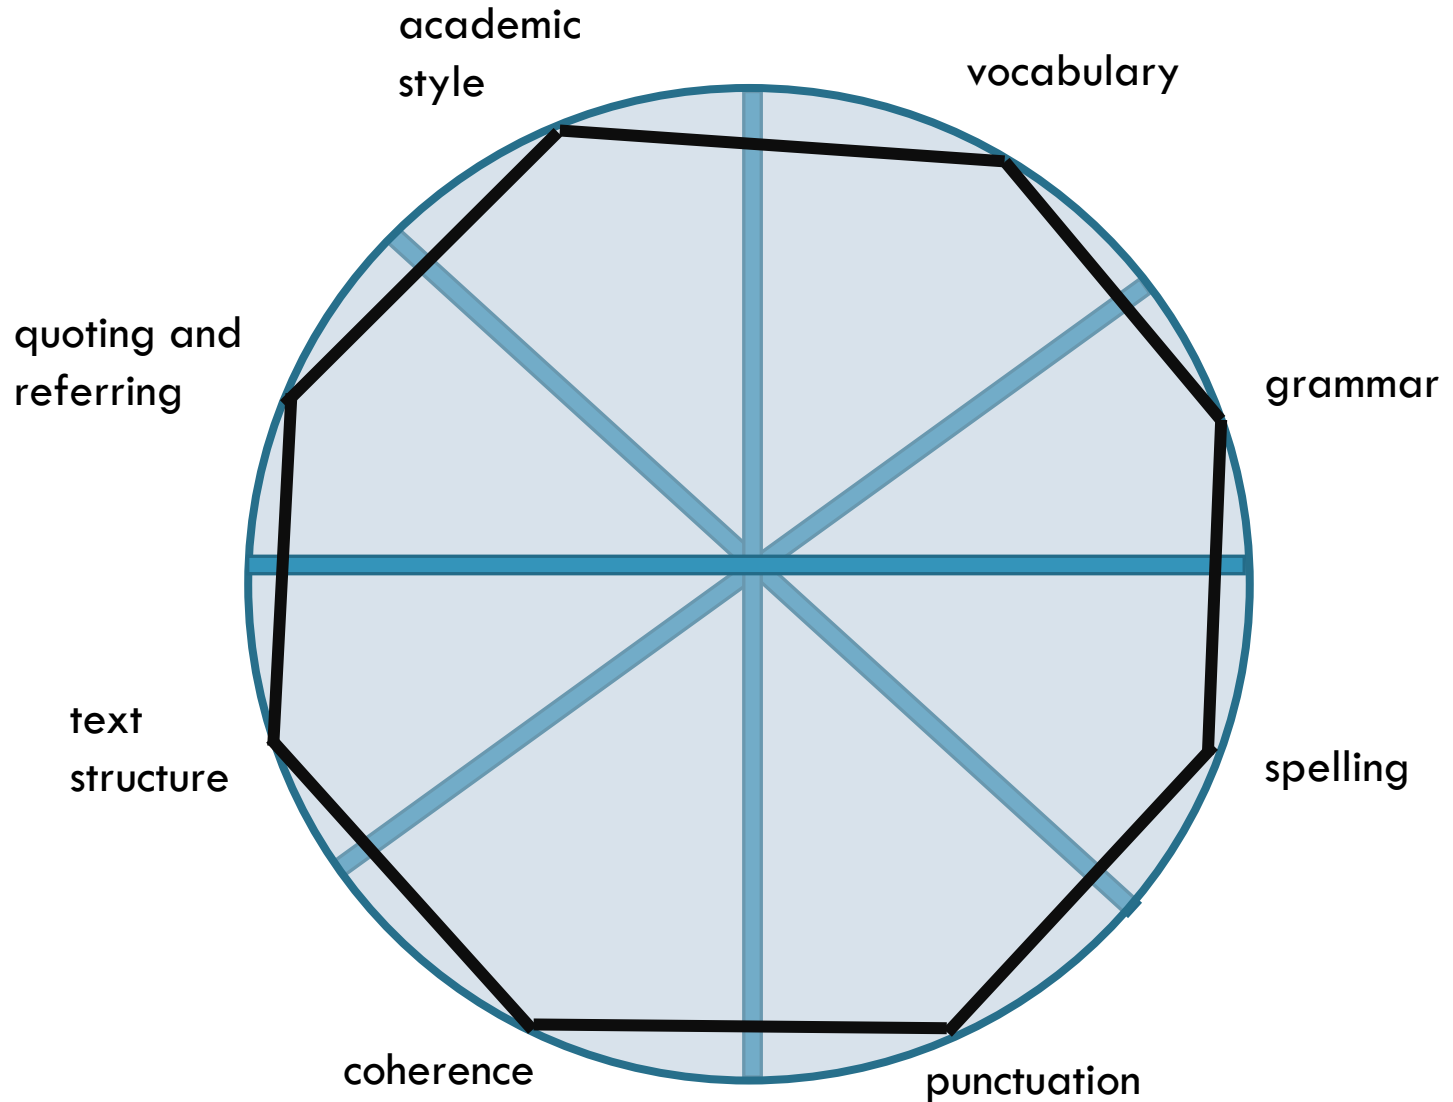 academic
style
vocabulary
quoting and
referring
grammar
text
structure
spelling
coherence
punctuation